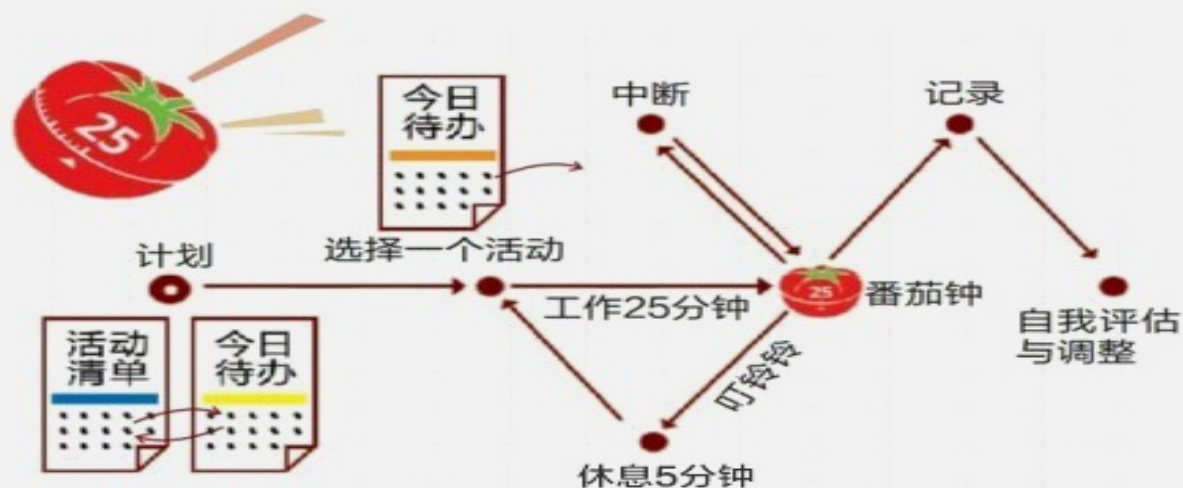 25
今日
待办
中断
记录
计划
选择一个活动
工作25分钟
25
番茄钟
自我评估
与调整
活动
清单
今日
待办
叮铃铃
休息5分钟